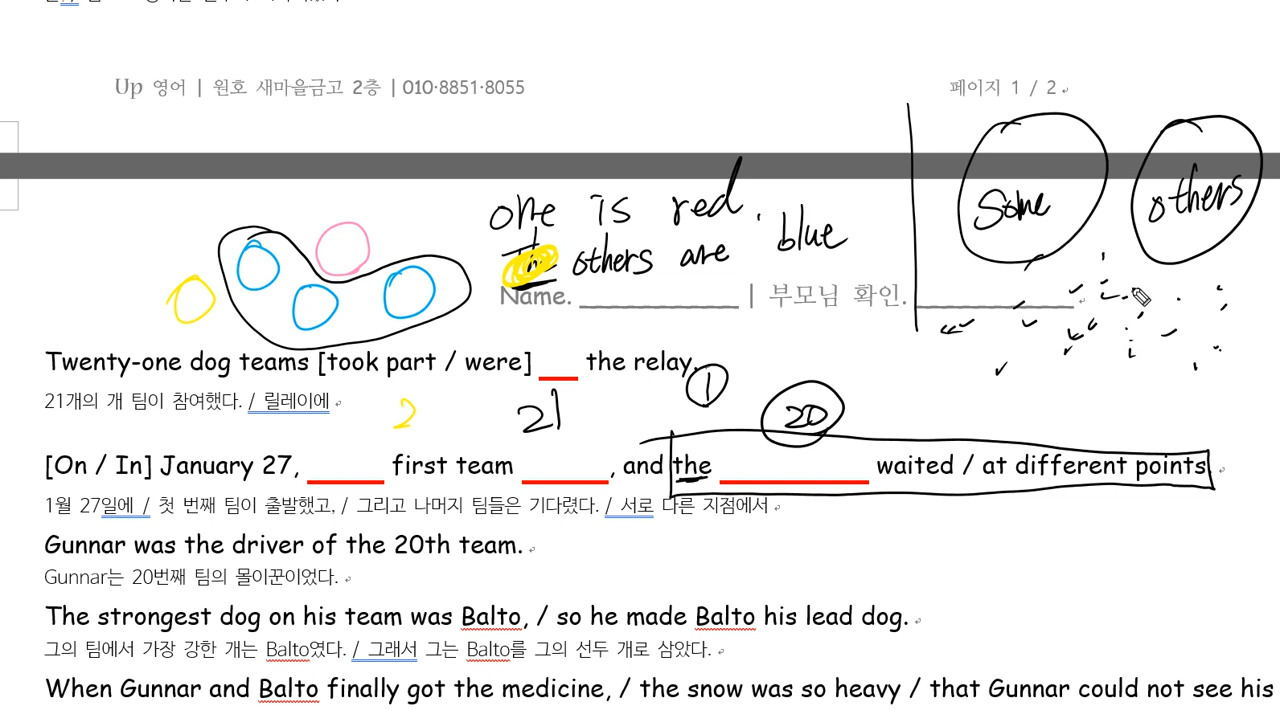 Up 영어 | 원호 새마을금고 2층 | 010·8851·8055
페이지 1 / 2
Some
others
one is red.
others are blue
Name. ____________ | 부모님 확인. ____________
Twenty-one dog teams [took part / were] ___ the relay.
①
21개의 개 팀이 참여했다. / 릴레이에
2
21
20
[On / In] January 27, ______ first team ______, and the __________ waited / at different points.
1월 27일에 / 첫 번째 팀이 출발했고, / 그리고 나머지 팀들은 기다렸다. / 서로 다른 지점에서
Gunnar was the driver of the 20th team.
Gunnar는 20번째 팀의 몰이꾼이었다.
The strongest dog on his team was Balto, / so he made Balto his lead dog.
그의 팀에서 가장 강한 개는 Balto였다. / 그래서 그는 Balto를 그의 선두 개로 삼았다.
When Gunnar and Balto finally got the medicine, / the snow was so heavy / that Gunnar could not see his